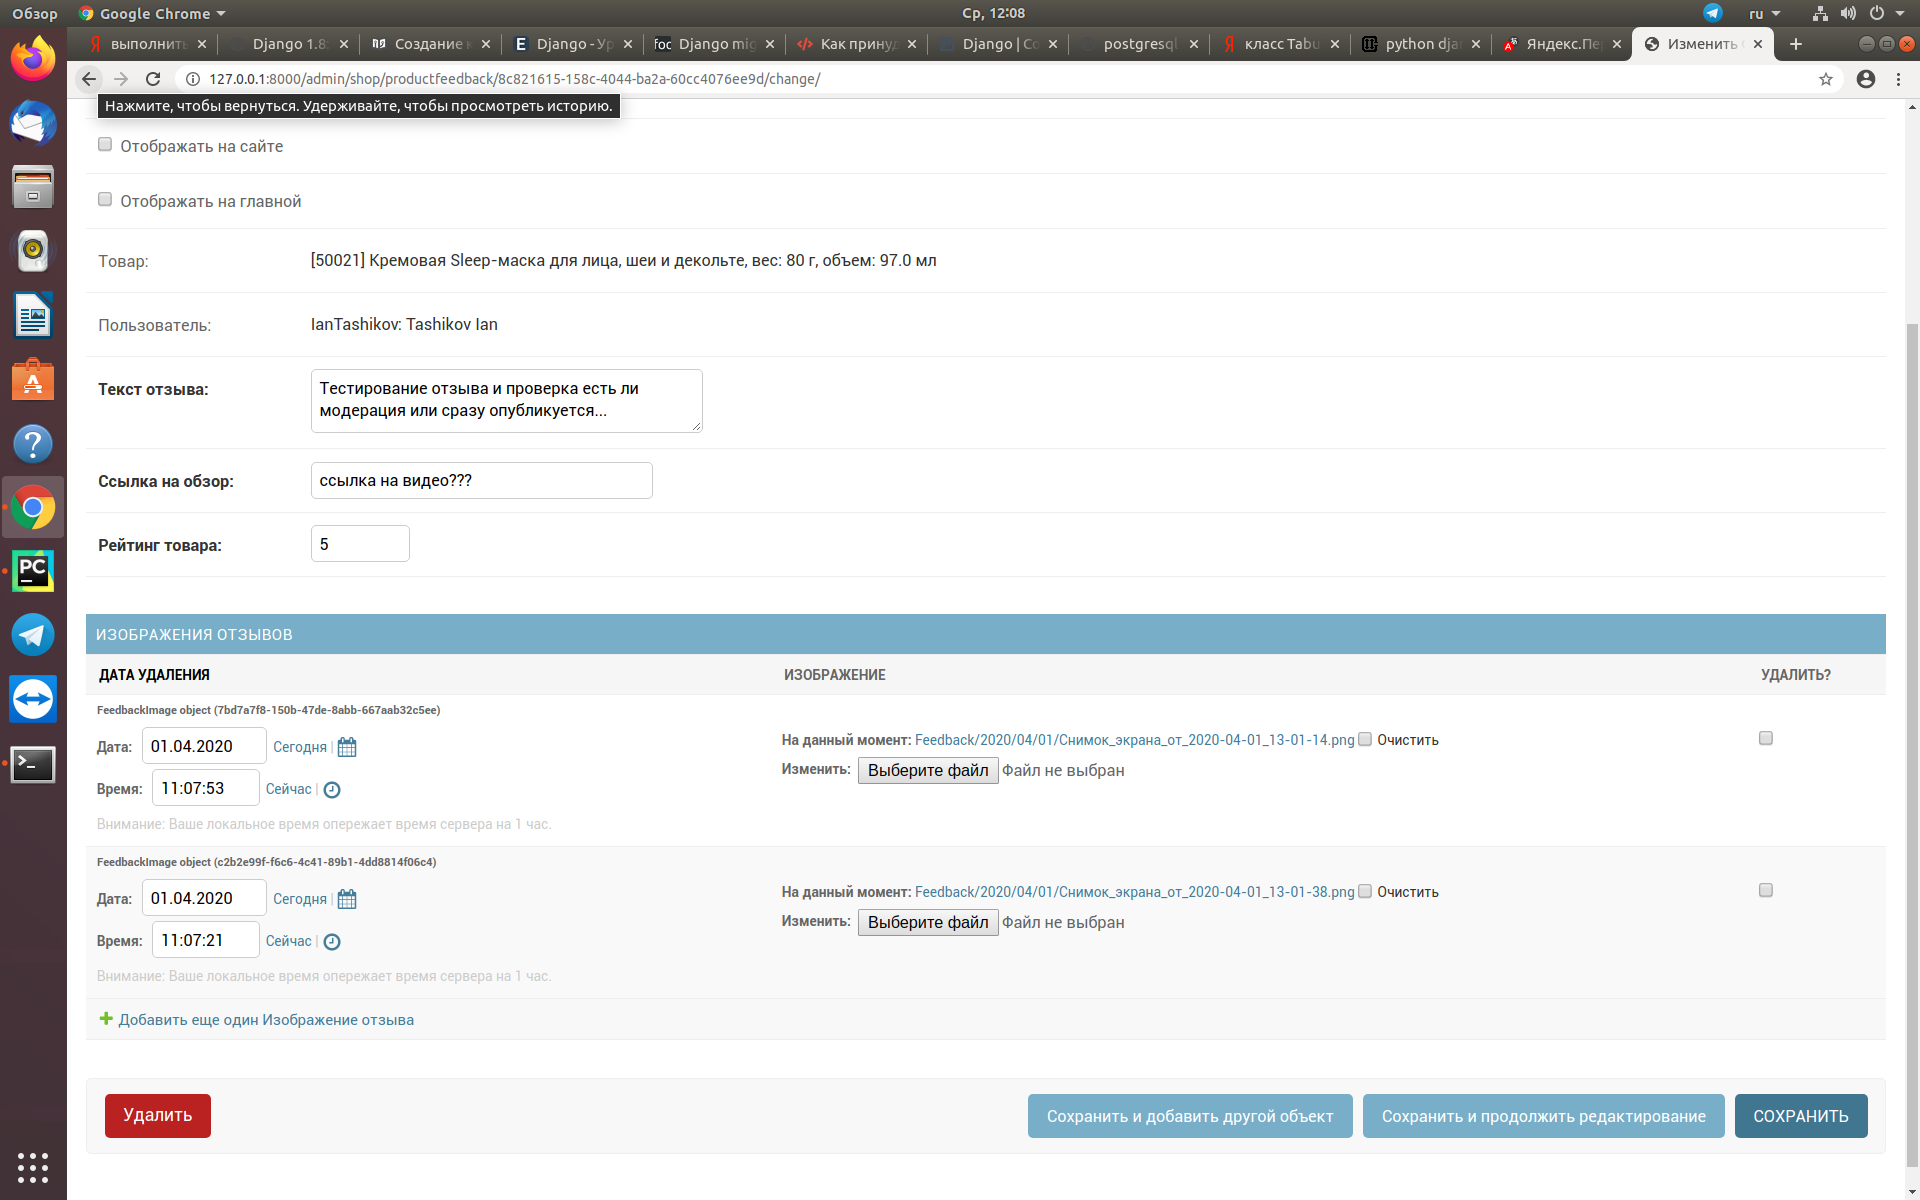 Обзор
Google Chrome
Ср, 12:08
ru
выполнить
Django 1.8
Создание к
Django - Ур
Django mig
Как прину
Django | Co
postgresql
класс Tabu
python dja
Яндекс.Пе
Изменить
127.0.0.1:8000/admin/shop/productfeedback/8c821615-158c-4044-ba2a-60cc4076ee9d/change/
Нажмите, чтобы вернуться. Удерживайте, чтобы просмотреть историю.
Отображать на сайте
Отображать на главной
Товар:
[50021] Кремовая Sleep-маска для лица, шеи и декольте, вес: 80 г, объем: 97.0 мл
Пользователь:
IanTashikov: Tashikov Ian
Текст отзыва:
Тестирование отзыва и проверка есть ли
модерация или сразу опубликуется...
Ссылка на обзор:
ссылка на видео???
Рейтинг товара:
5
ИЗОБРАЖЕНИЯ ОТЗЫВОВ
ДАТА УДАЛЕНИЯ
ИЗОБРАЖЕНИЕ
УДАЛИТЬ?
FeedbackImage object (7bd7a7f8-150b-47de-8abb-667aab32c5ee)
Дата: 01.04.2020 Сегодня |
На данный момент: Feedback/2020/04/01/Снимок_экрана_от_2020-04-01_13-01-14.png Очистить
Изменить: Выберите файл Файл не выбран
Время: 11:07:53 Сейчас |
Внимание: Ваше локальное время опережает время сервера на 1 час.
FeedbackImage object (c2b2e99f-f6c6-4c41-89b1-4dd8814f06c4)
Дата: 01.04.2020 Сегодня |
На данный момент: Feedback/2020/04/01/Снимок_экрана_от_2020-04-01_13-01-38.png Очистить
Изменить: Выберите файл Файл не выбран
Время: 11:07:21 Сейчас |
Внимание: Ваше локальное время опережает время сервера на 1 час.
Добавить еще один Изображение отзыва
Удалить
Сохранить и добавить другой объект
Сохранить и продолжить редактирование
СОХРАНИТЬ
PC